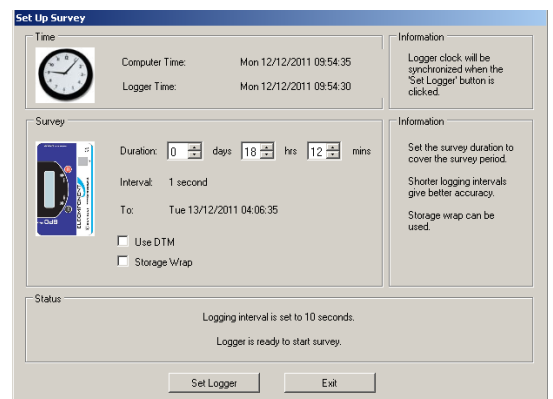 Set Up Survey
Time
Computer Time: Mon 12/12/2011 09:54:35
Logger Time: Mon 12/12/2011 09:54:30
Information
Logger clock will be
synchronized when the
'Set Logger' button is
clicked.
Survey
Duration: 0 days 18 hrs 12 mins
Interval: 1 second
To: Tue 13/12/2011 04:06:35
Use DTM
Storage Wrap
Information
Set the survey duration to
cover the survey period.
Shorter logging intervals
give better accuracy.
Storage wrap can be
used.
Status
Logging interval is set to 10 seconds.
Logger is ready to start survey.
Set Logger Exit